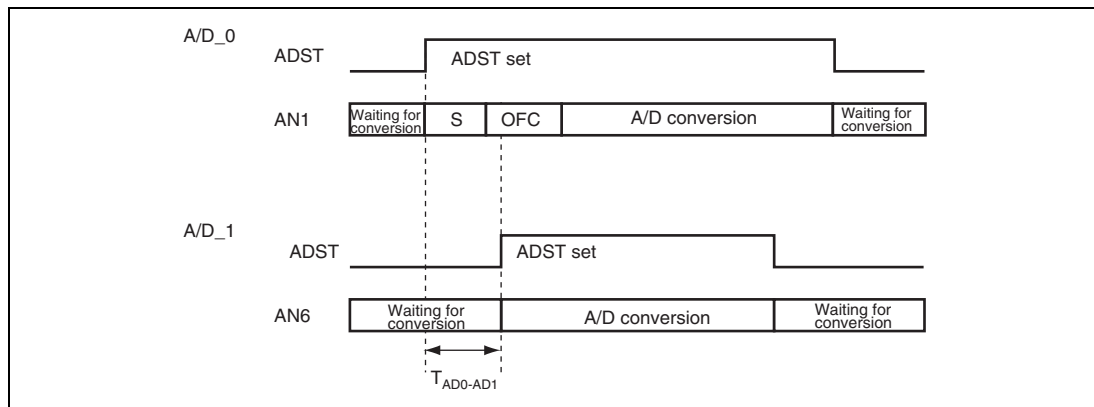 A/D_0
ADST
ADST set
AN1
Waiting for
conversion
S
OFC
A/D conversion
Waiting for
conversion
A/D_1
ADST
ADST set
AN6
Waiting for
conversion
A/D conversion
Waiting for
conversion
TAD0-AD1